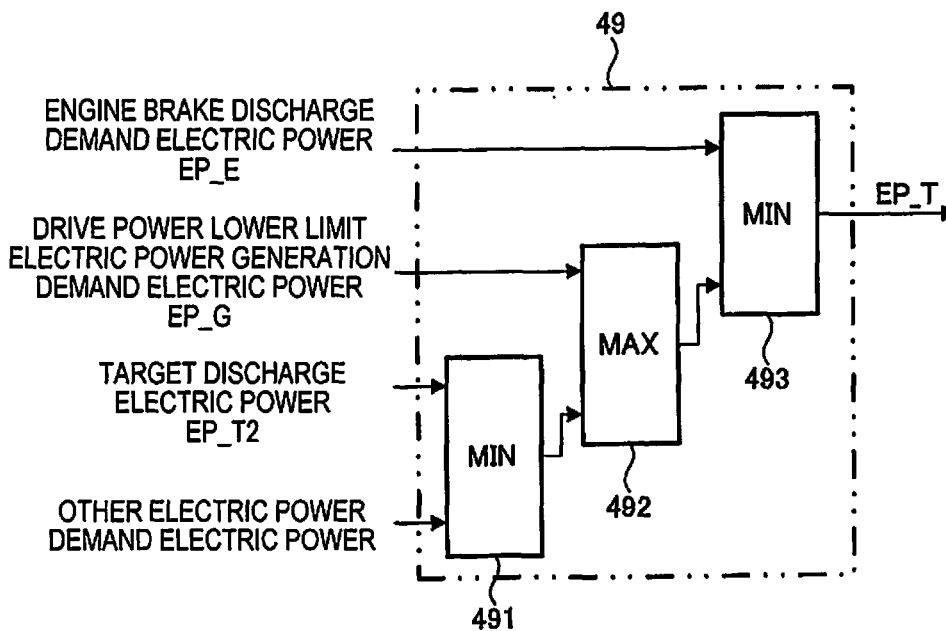 49
ENGINE BRAKE DISCHARGE
DEMAND ELECTRIC POWER
EP_E
DRIVE POWER LOWER LIMIT
ELECTRIC POWER GENERATION
DEMAND ELECTRIC POWER
EP_G
TARGET DISCHARGE
ELECTRIC POWER
EP_T2
OTHER ELECTRIC POWER
DEMAND ELECTRIC POWER
MIN
491
MAX
492
MIN
493
EP_T